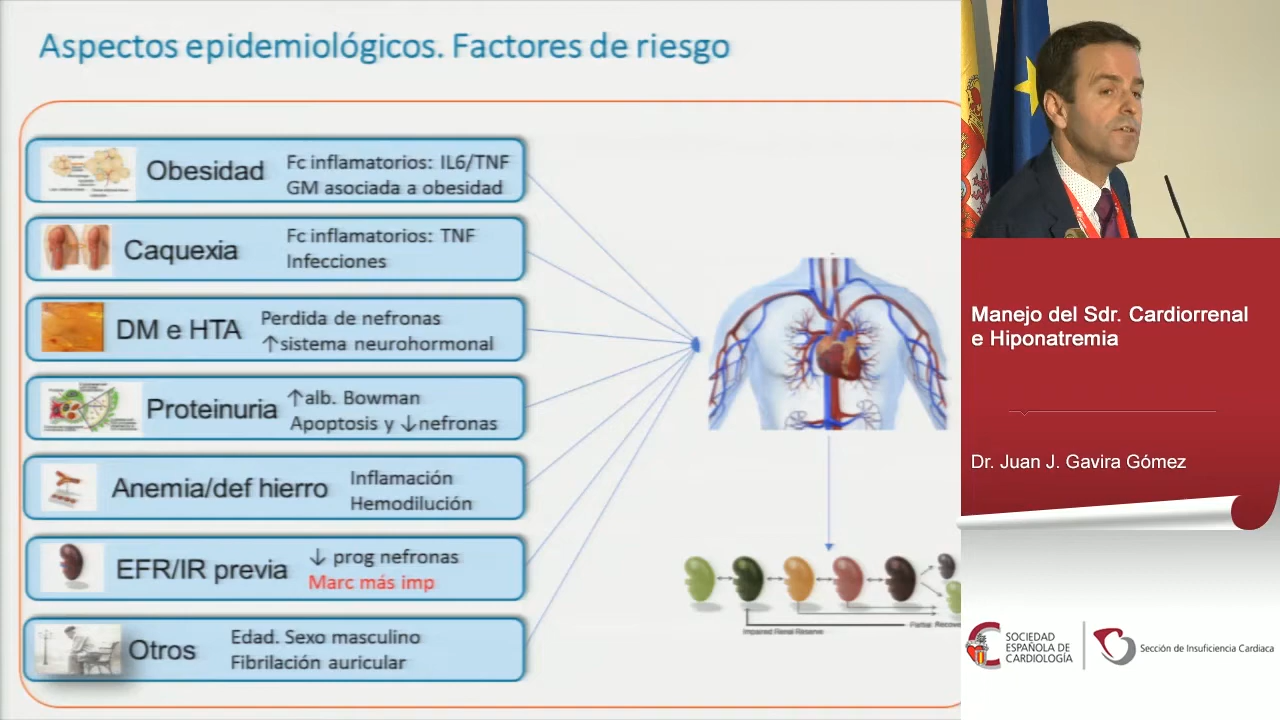 Aspectos epidemiológicos. Factores de riesgo
Obesidad
Fc inflamatorios: IL6/TNF
GM asociada a obesidad
Caquexia
Fc inflamatorios: TNF
Infecciones
DM e HTA
Perdida de nefronas
↑sistema neurohormonal
Proteinuria
↑alb. Bowman
Apoptosis y ↓nefronas
Anemia/def hierro
Inflamación
Hemodilución
EFR/IR previa
↓ prog nefronas
Marc más imp
Otros
Edad. Sexo masculino
Fibrilación auricular
Impaired Renal Reserve
Partial
Manejo del Sdr. Cardiorrenal
e Hiponatremia
Dr. Juan J. Gavira Gómez
SOCIEDAD
ESPAÑOLA DE
CARDIOLOGÍA
Sección de Insuficiencia Cardiaca